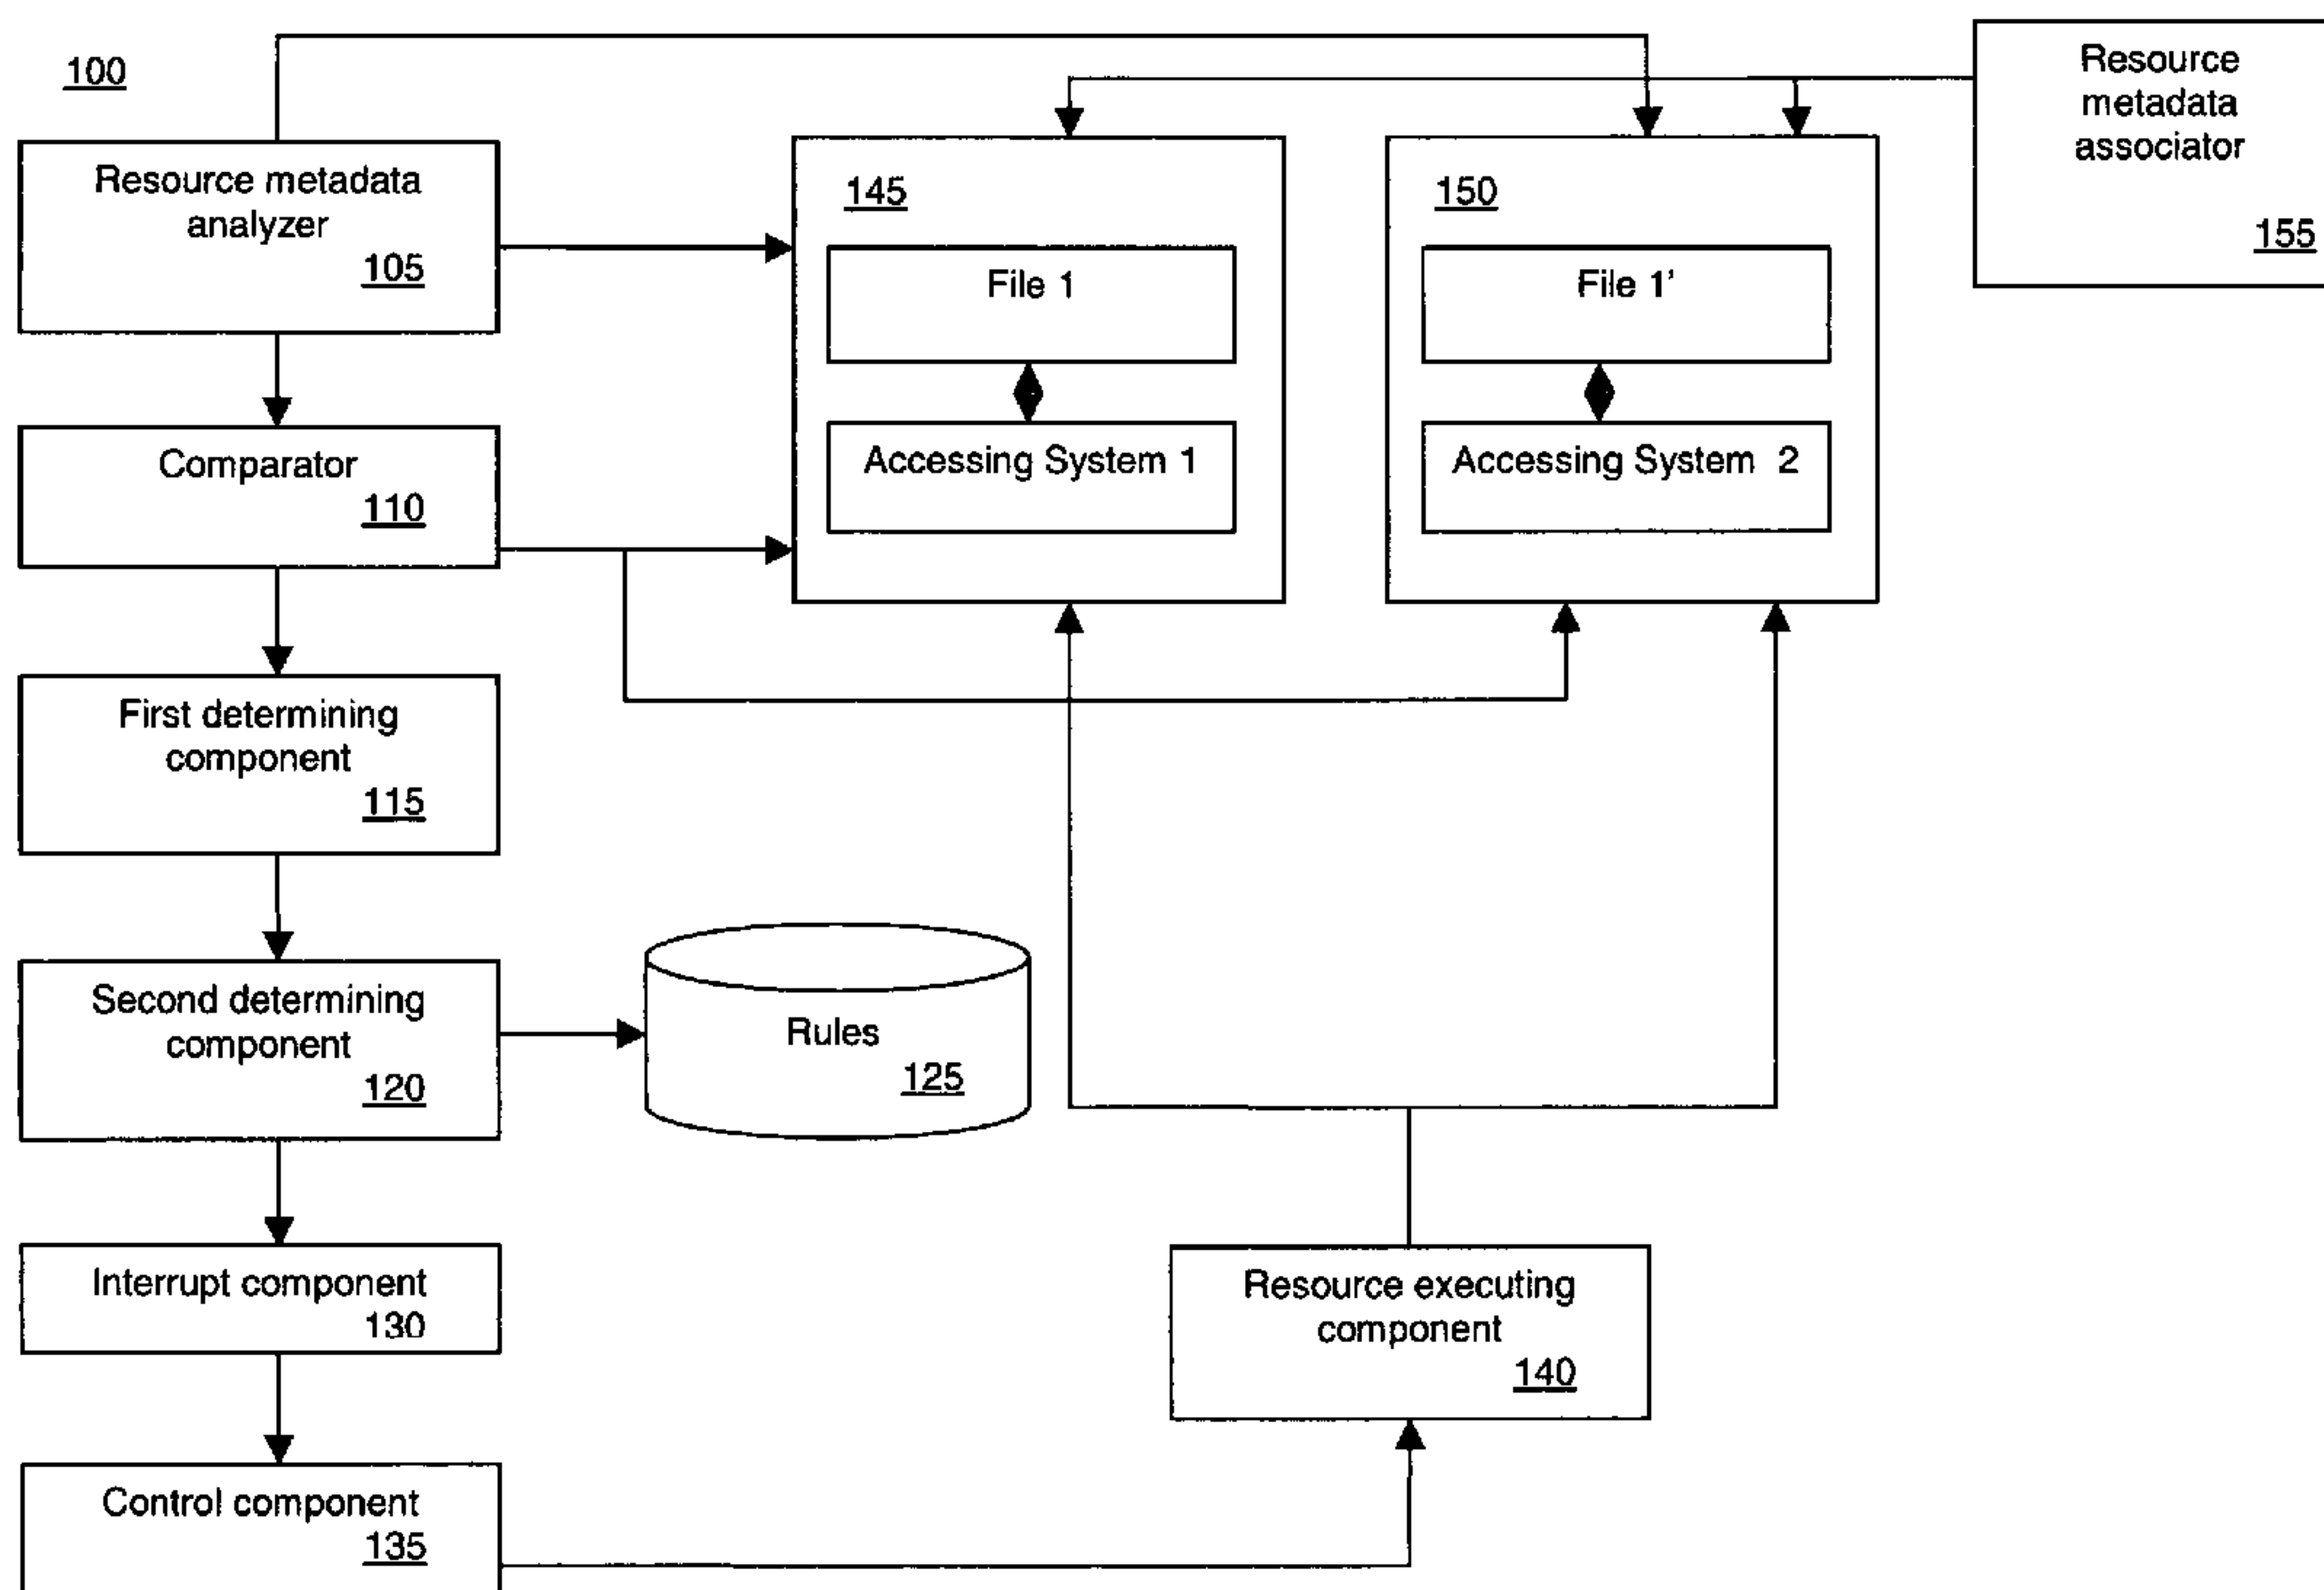 100
Resource
metadata
associator
155
Resource metadata
analyzer
105
145
File 1
Accessing System 1
150
File 1'
Accessing System 2
Comparator
110
First determining
component
115
Second determining
component
120
Rules
125
Interrupt component
130
Resource executing
component
140
Control component
135